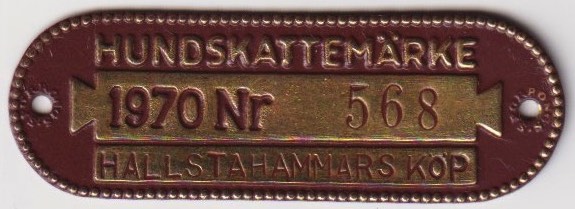 HUNDSKATTEMÄRKE
1970 Nr 568
HALLSTAHAMMARS KÖP